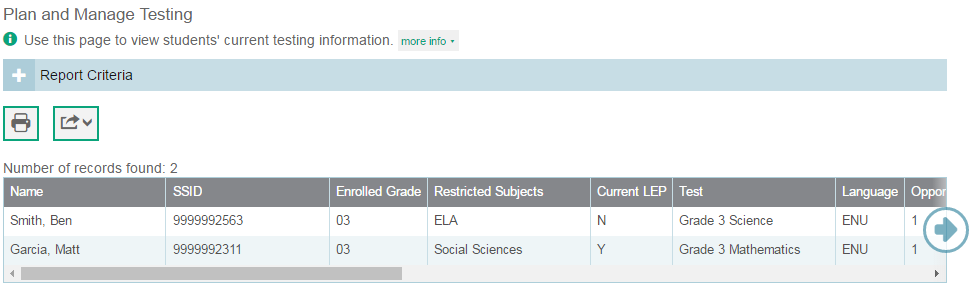 Plan and Manage Testing
Use this page to view students' current testing information. more info
Report Criteria
Number of records found: 2
Name SSID Enrolled Grade Restricted Subjects Current LEP Test Language Oppor
Smith, Ben 9999992563 03 ELA N Grade 3 Science ENU 1
Garcia, Matt 9999992311 03 Social Sciences Y Grade 3 Mathematics ENU 1